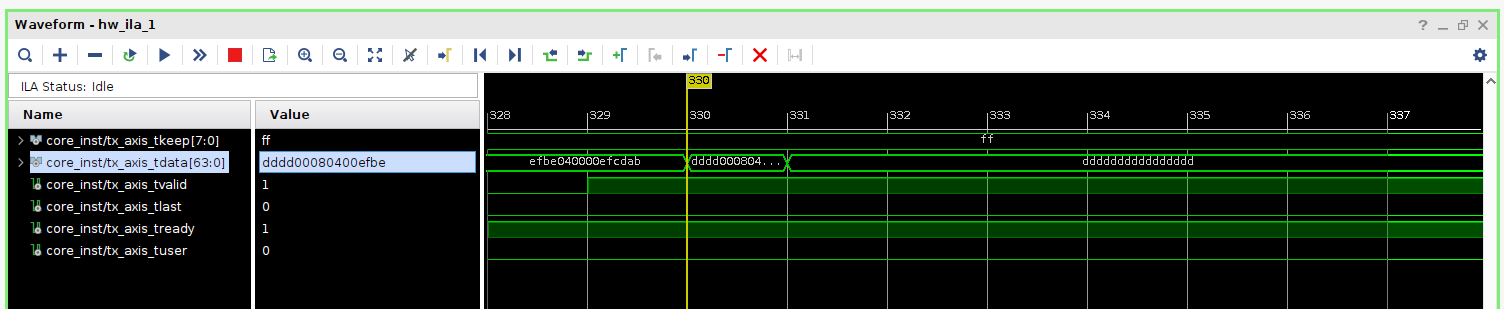 Waveform - hw_ila_1
?
ILA Status: Idle
Name Value
330
328 329 330 331 332 333 334 335 336 337
core_inst/tx_axis_tkeep[7:0] ff ff
core_inst/tx_axis_tdata[63:0] dddd00080400efbe efbe040000efcdab dddd000804... dddddddddddddddd
core_inst/tx_axis_tvalid 1
core_inst/tx_axis_tlast 0
core_inst/tx_axis_tready 1
core_inst/tx_axis_tuser 0